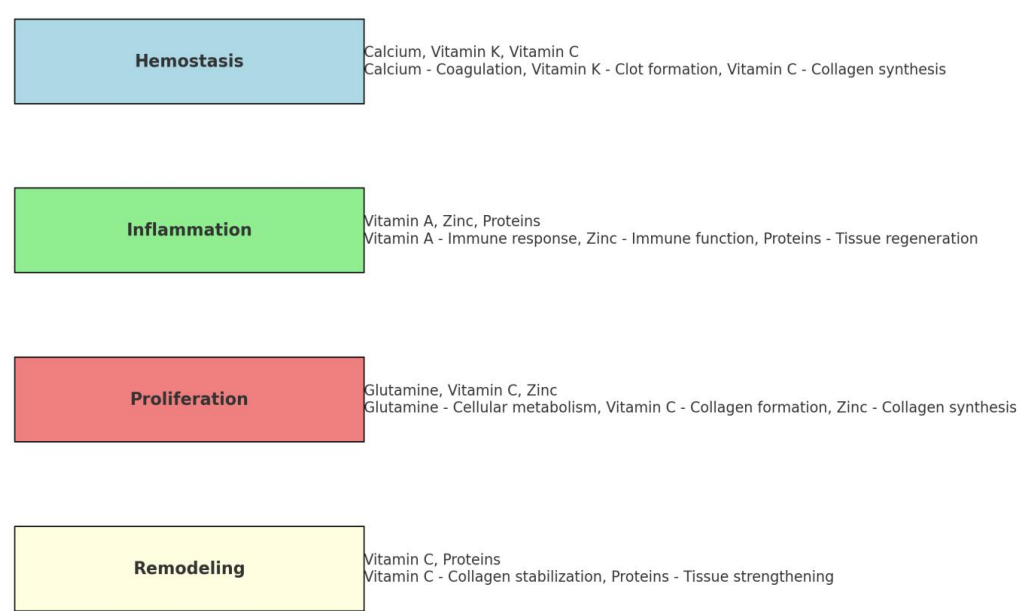 Hemostasis
Calcium, Vitamin K, Vitamin C
Calcium - Coagulation, Vitamin K - Clot formation, Vitamin C - Collagen synthesis
Inflammation
Vitamin A, Zinc, Proteins
Vitamin A - Immune response, Zinc - Immune function, Proteins - Tissue regeneration
Proliferation
Glutamine, Vitamin C, Zinc
Glutamine - Cellular metabolism, Vitamin C - Collagen formation, Zinc - Collagen synthesis
Remodeling
Vitamin C, Proteins
Vitamin C - Collagen stabilization, Proteins - Tissue strengthening